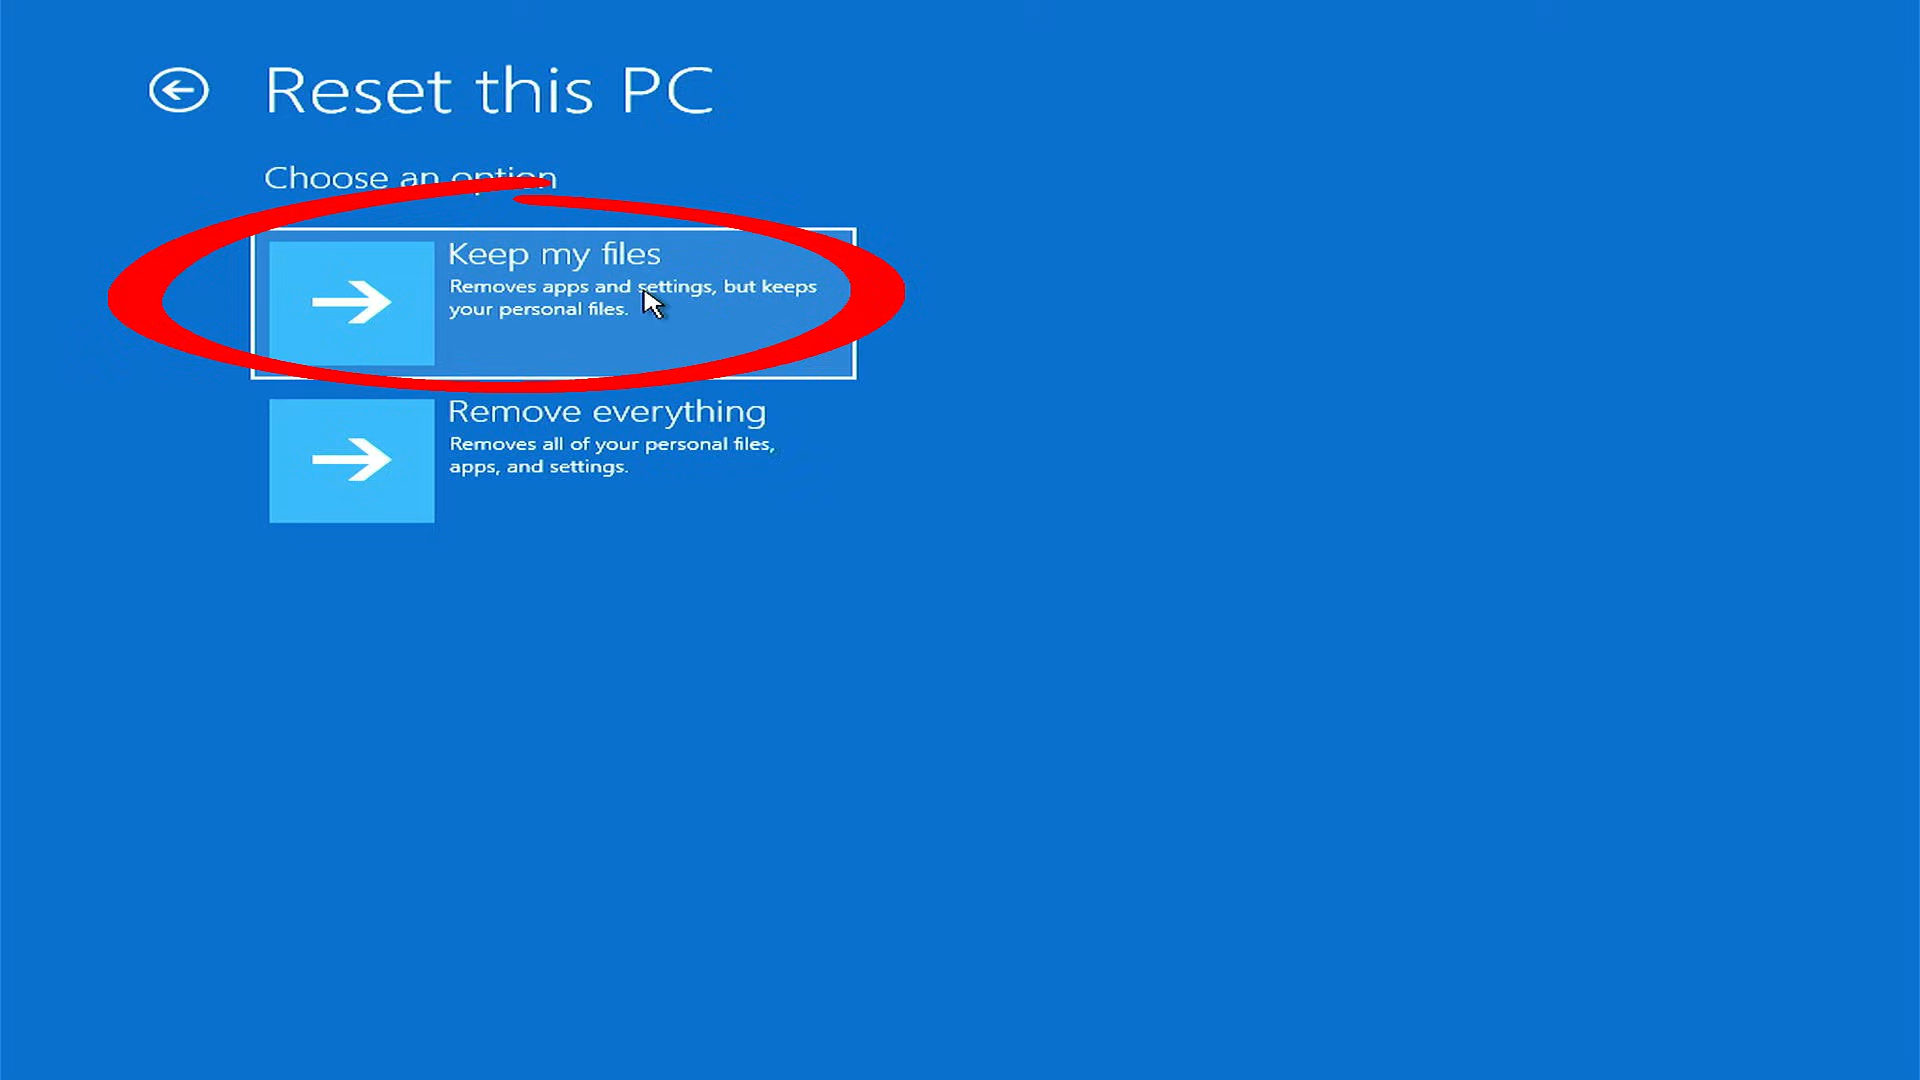 Reset this PC
Choose an option
Keep my files
Removes apps and settings, but keeps
your personal files.
Remove everything
Removes all of your personal files,
apps, and settings.